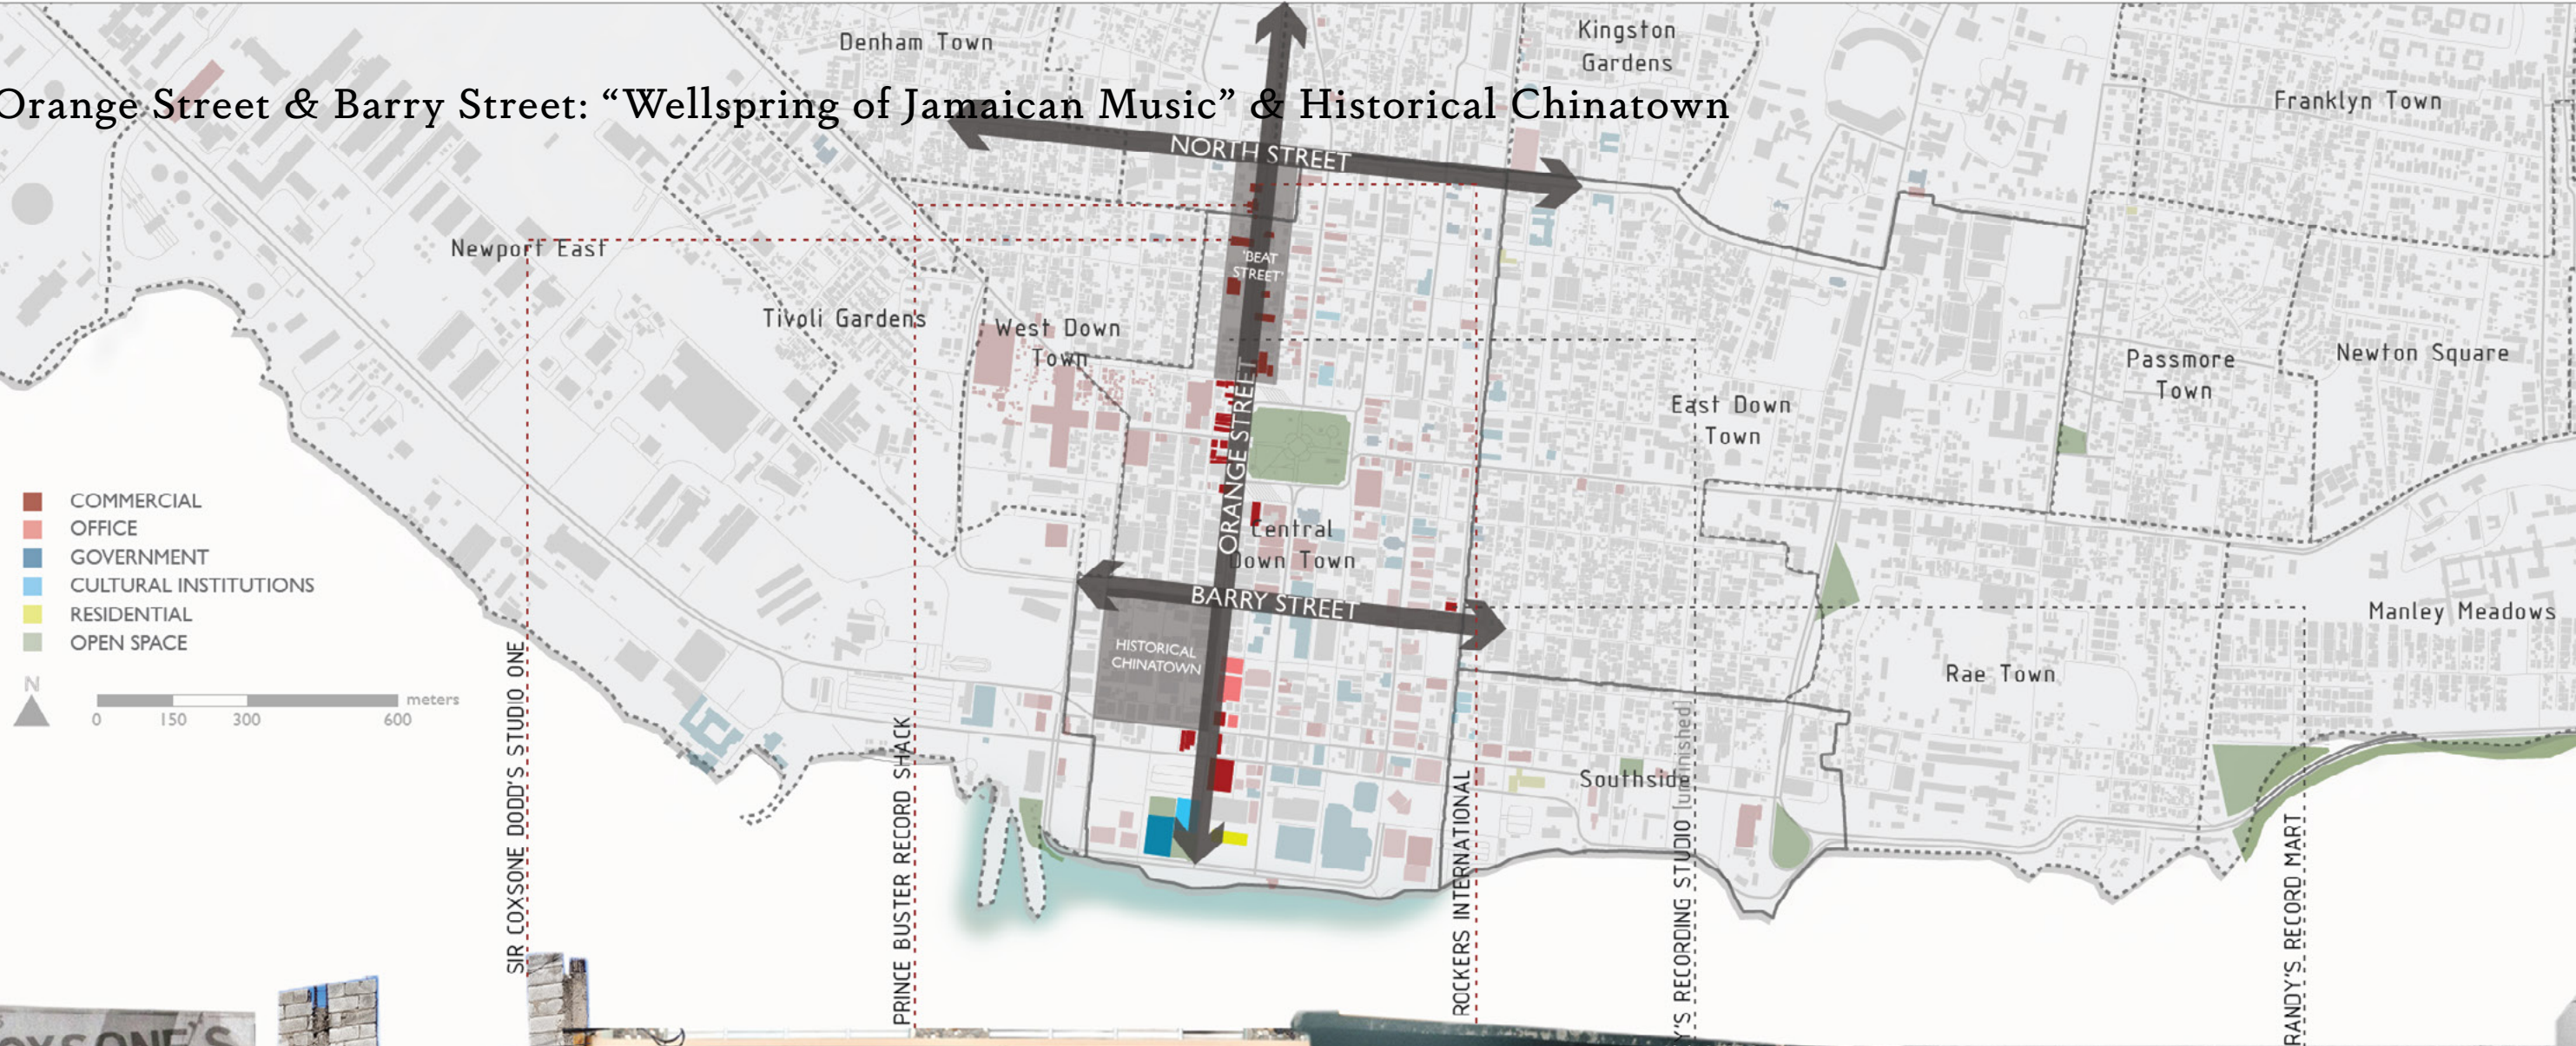 Denham Town
Kingston
Gardens
Franklyn Town
Orange Street & Barry Street: “Wellspring of Jamaican Music” & Historical Chinatown
NORTH STREET
Newport East
'BEAT
STREET'
Tivoli Gardens
West Down
Town
Passmore
Town
Newton Square
East Down
Town
ORANGE STREET
Central
Down Town
COMMERCIAL
OFFICE
GOVERNMENT
CULTURAL INSTITUTIONS
RESIDENTIAL
OPEN SPACE
BARRY STREET
Manley Meadows
HISTORICAL
CHINATOWN
Rae Town
N
meters
0 150 300 600
Southside
SIR COXSONE DODD'S STUDIO ONE
PRINCE BUSTER RECORD SHACK
ROCKERS INTERNATIONAL
Y'S RECORDING STUDIO [unfinished]
RANDY'S RECORD MART
OXSONE'S